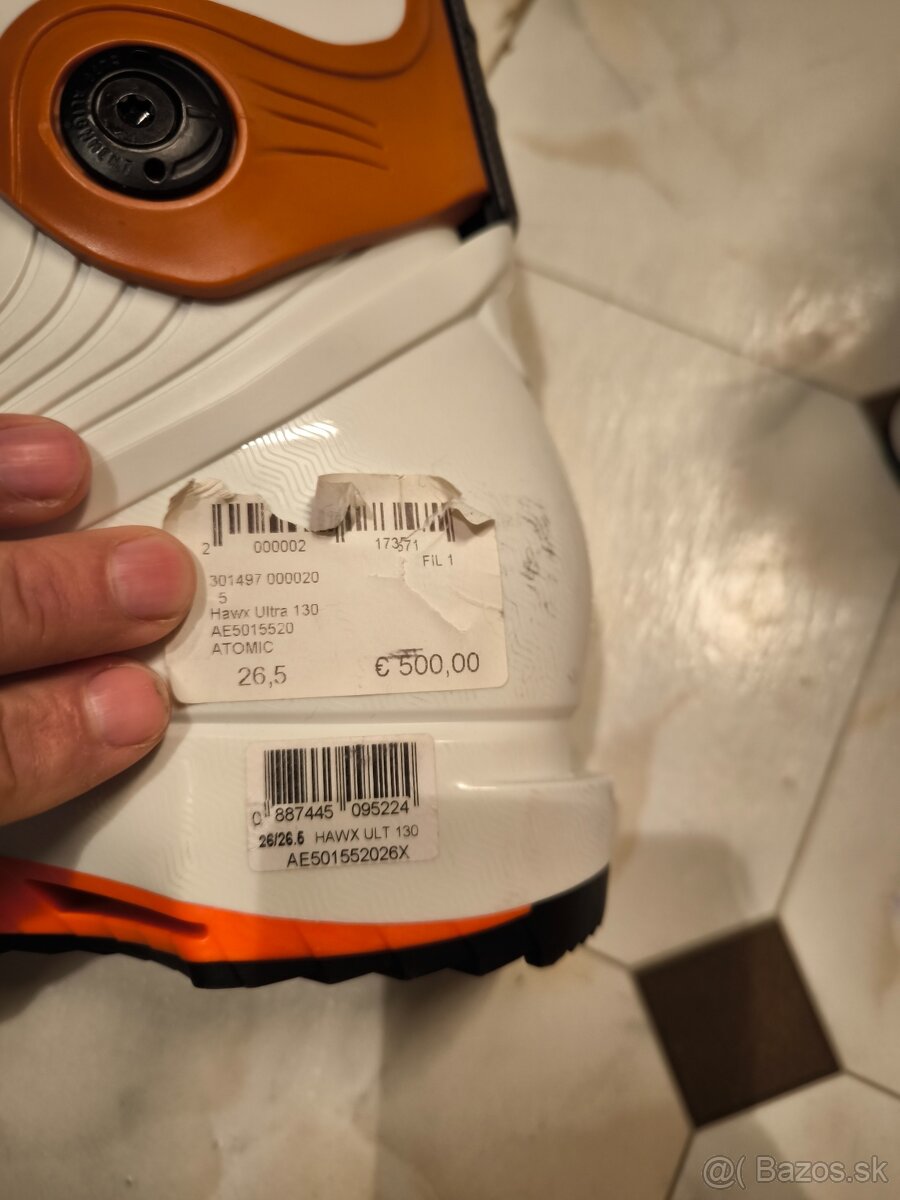 2 000002 173571
FIL 1
301497 000020
5
Hawx Ultra 130
AE5015520
ATOMIC
26,5 € 500,00
0 887445 095224
26/26.5 HAWX ULT 130
AE501552026X
@( Bazos.sk